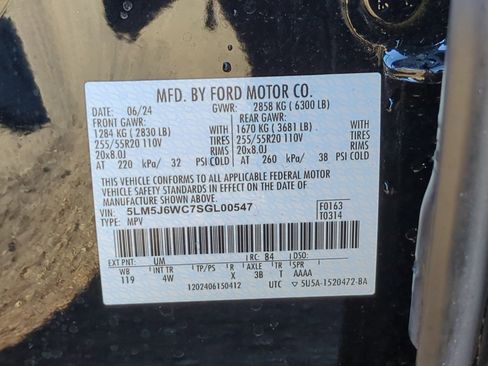 MFD. BY FORD MOTOR CO.
DATE: 06/24 GVWR: 2858 KG ( 6300 LB)
FRONT GAWR: REAR GAWR:
1284 KG ( 2830 LB) WITH 1670 KG ( 3681 LB) WITH
255/55R20 110V TIRES 255/55R20 110V TIRES
20x8.0J RIMS 20x8.0J RIMS
AT 220 kPa/ 32 PSI COLD AT 260 kPa/ 38 PSI COLD
THIS VEHICLE CONFORMS TO ALL APPLICABLE FEDERAL MOTOR
VEHICLE SAFETY STANDARDS IN EFFECT ON THE DATE OF
MANUFACTURE SHOWN ABOVE.
VIN: 5LM5J6WC7SGL00547 F0163
TYPE: MPV T0314
EXT PNT: UM RC: 84 DSO:
WB INT TR TP/PS R AXLE TR SPR
119 4W X 3B T AAAA
1202406150412 UTC 5U5A-1520472-BA